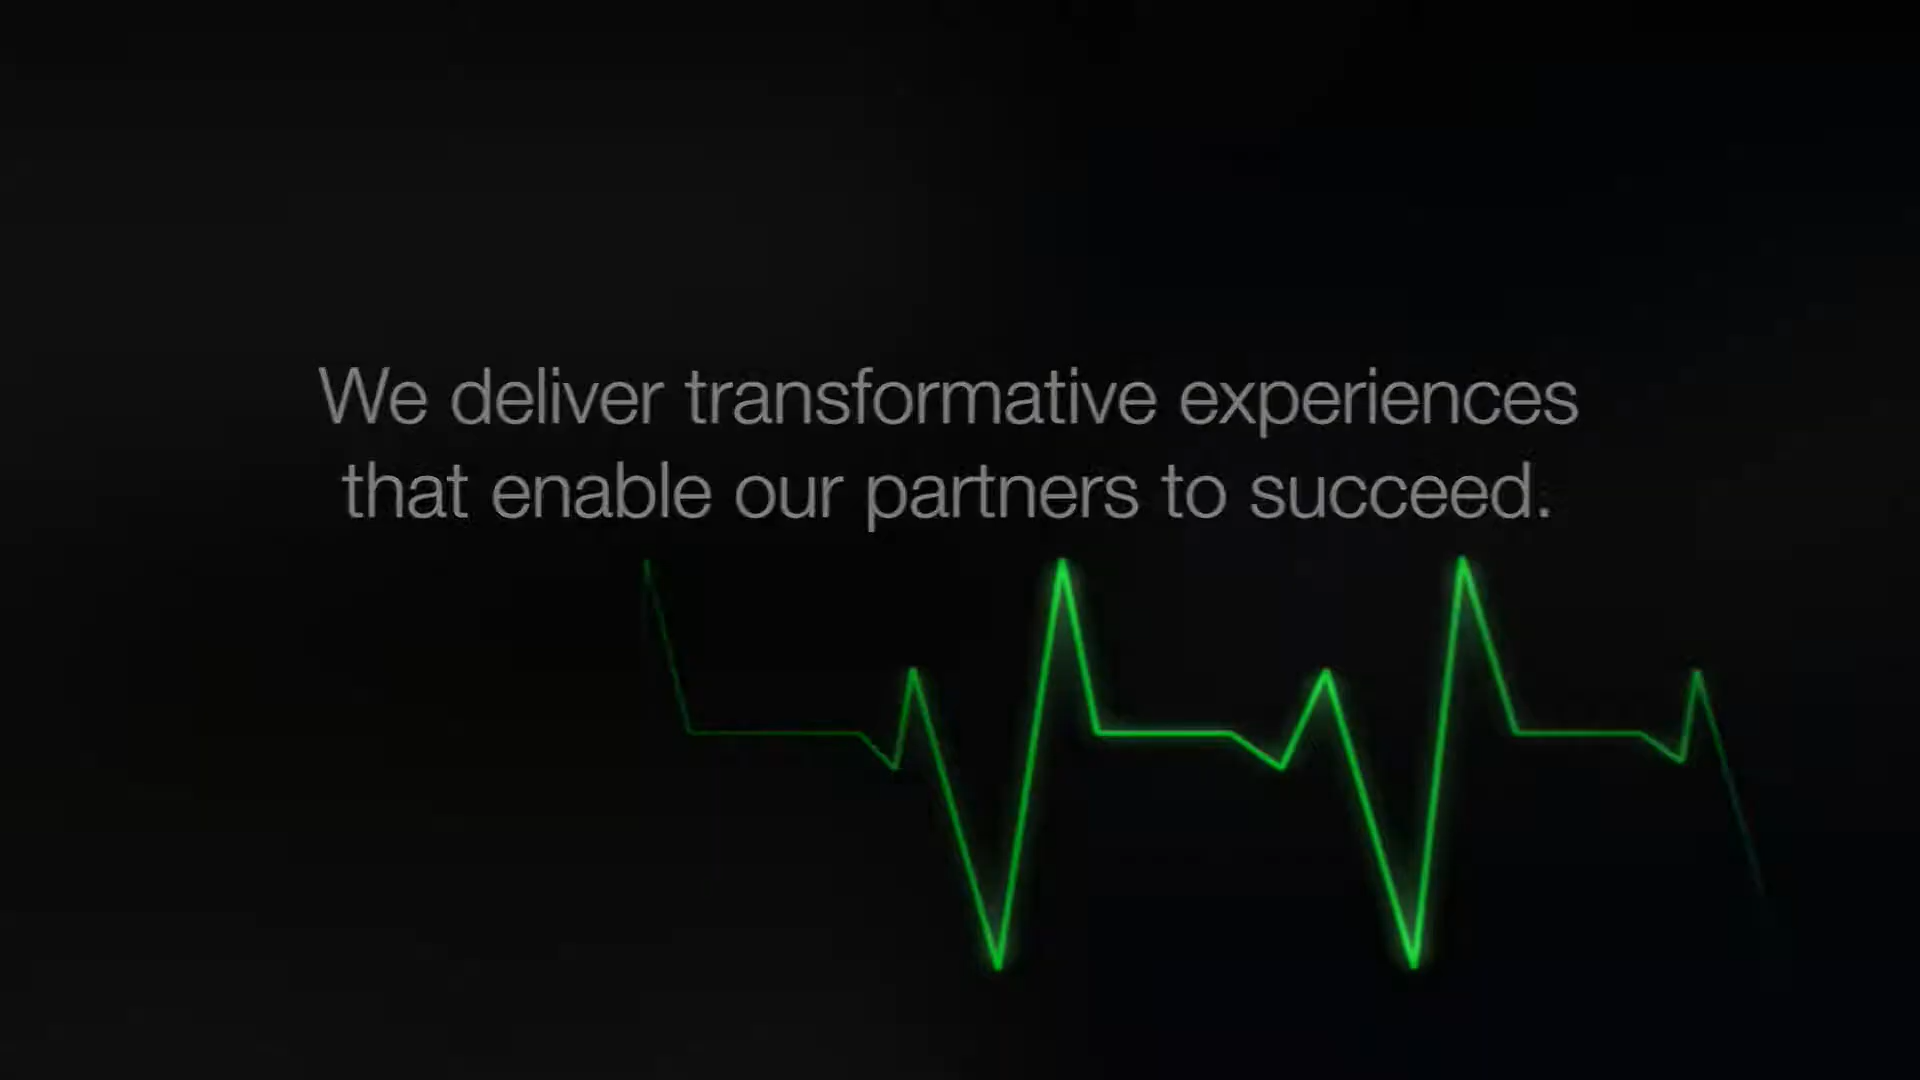 We deliver transformative experiences
that enable our partners to succeed.